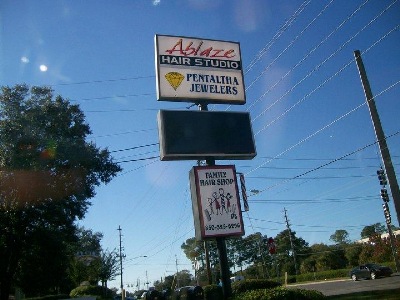 Ablaze
HAIR STUDIO
PENTALTHA
JEWELERS
FAMILY
HAIR SHOP